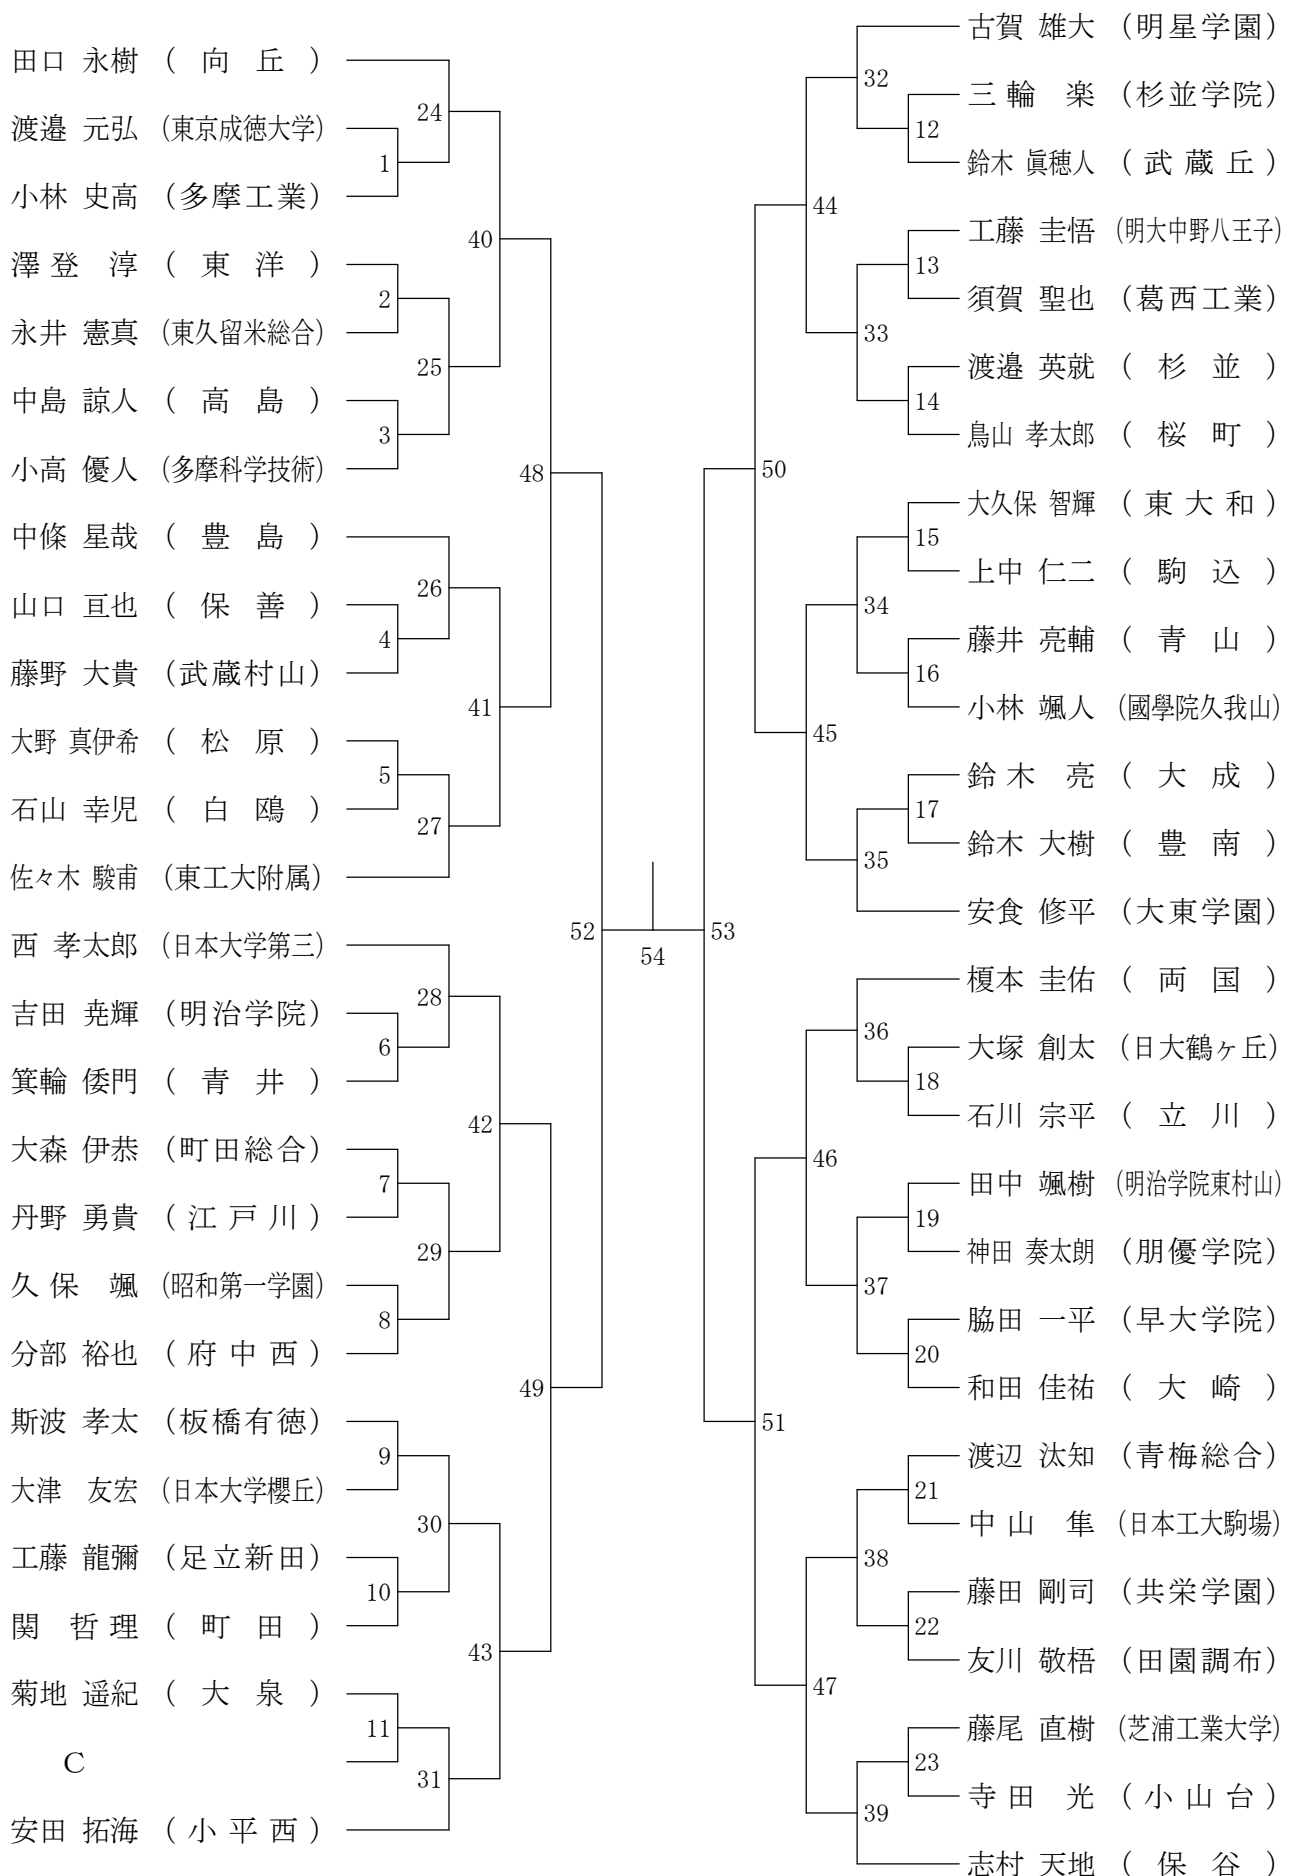 田口 永樹 ( 向 丘 )
渡邉 元弘 (東京成徳大学)
小林 史高 (多摩工業)
澤登 淳 ( 東 洋 )
永井 憲真 (東久留米総合)
中島 諒人 ( 高 島 )
小高 優人 (多摩科学技術)
中條 星哉 ( 豊 島 )
山口 亘也 ( 保 善 )
藤野 大貴 (武蔵村山)
大野 真伊希 ( 松 原 )
石山 幸児 ( 白 鴎 )
佐々木 駿甫 (東工大附属)
西 孝太郎 (日本大学第三)
吉田 尭輝 (明治学院)
箕輪 倭門 ( 青 井 )
大森 伊恭 (町田総合)
丹野 勇貴 ( 江 戸 川 )
久保 颯 (昭和第一学園)
分部 裕也 ( 府 中 西 )
斯波 孝太 (板橋有徳)
大津 友宏 (日本大学櫻丘)
工藤 龍彌 (足立新田)
関 哲理 ( 町 田 )
菊地 遥紀 ( 大 泉 )
C
安田 拓海 ( 小 平 西 )
1
2
3
4
5
6
7
8
9
10
11
24
25
26
27
28
29
30
31
40
41
42
43
48
49
52
54
53
50
51
44
45
46
47
32
33
34
35
36
37
38
39
12
13
14
15
16
17
18
19
20
21
22
23
古賀 雄大 (明星学園)
三輪 楽 (杉並学院)
鈴木 眞穂人 ( 武 蔵 丘 )
工藤 圭悟 (明大中野八王子)
須賀 聖也 (葛西工業)
渡邉 英就 ( 杉 並 )
鳥山 孝太郎 ( 桜 町 )
大久保 智輝 ( 東 大 和 )
上中 仁二 ( 駒 込 )
藤井 亮輔 ( 青 山 )
小林 颯人 (國學院久我山)
鈴木 亮 ( 大 成 )
鈴木 大樹 ( 豊 南 )
安食 修平 (大東学園)
榎本 圭佑 ( 両 国 )
大塚 創太 (日大鶴ヶ丘)
石川 宗平 ( 立 川 )
田中 颯樹 (明治学院東村山)
神田 奏太朗 (朋優学院)
脇田 一平 (早大学院)
和田 佳祐 ( 大 崎 )
渡辺 汰知 (青梅総合)
中山 隼 (日本工大駒場)
藤田 剛司 (共栄学園)
友川 敬悟 (田園調布)
藤尾 直樹 (芝浦工業大学)
寺田 光 ( 小 山 台 )
志村 天地 ( 保 谷 )